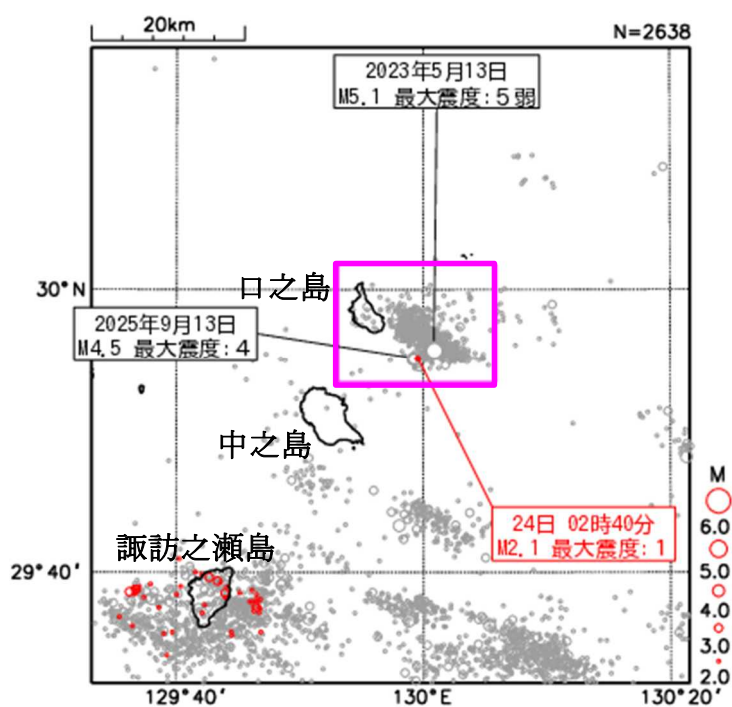 20km
N=2638
2023年5月13日
M5.1 最大震度:5弱
口之島
30°N
2025年9月13日
M4.5 最大震度:4
中之島
M
6.0
24日 02時40分
M2.1 最大震度:1
諏訪之瀬島
29°40′
5.0
4.0
3.0
2.0
129°40′
130°E
130°20′